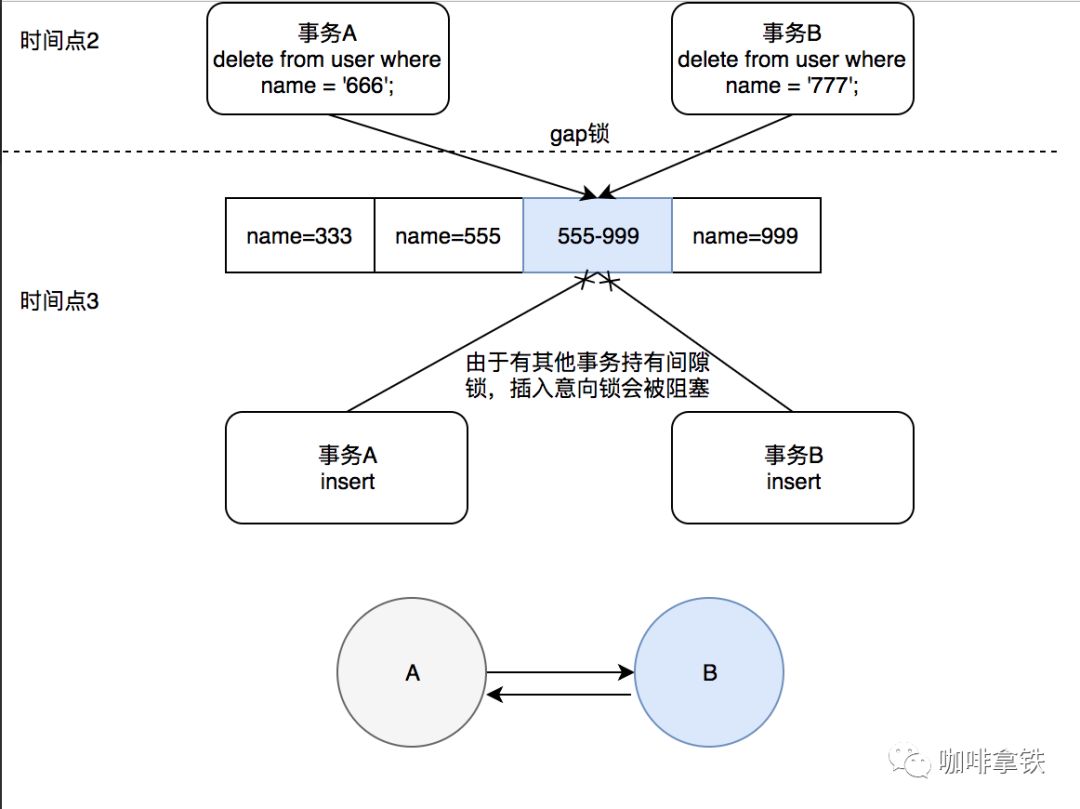 时间点2
事务A
delete from user where
name = '666';
事务B
delete from user where
name = '777';
gap锁
name=333
name=555
555-999
name=999
时间点3
由于有其他事务持有间隙
锁，插入意向锁会被阻塞
事务A
insert
事务B
insert
A
B
咖啡拿铁